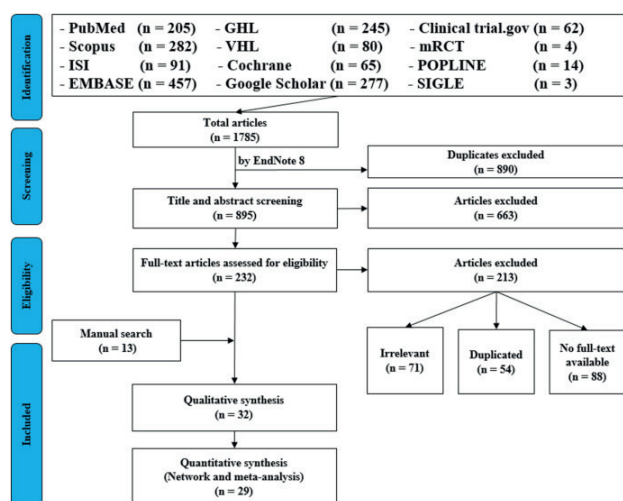 Identification
- PubMed (n = 205) - GHL (n = 245) - Clinical trial.gov (n = 62)
- Scopus (n = 282) - VHL (n = 80) - mRCT (n = 4)
- ISI (n = 91) - Cochrane (n = 65) - POPLINE (n = 14)
- EMBASE (n = 457) - Google Scholar (n = 277) - SIGLE (n = 3)
Screening
Total articles
(n = 1785)
by EndNote 8
Duplicates excluded
(n = 890)
Title and abstract screening
(n = 895)
Articles excluded
(n = 663)
Eligibility
Full-text articles assessed for eligibility
(n = 232)
Articles excluded
(n = 213)
Manual search
(n = 13)
Irrelevant
(n = 71)
Duplicated
(n = 54)
No full-text
available
(n = 88)
Included
Qualitative synthesis
(n = 32)
Quantitative synthesis
(Network and meta-analysis)
(n = 29)